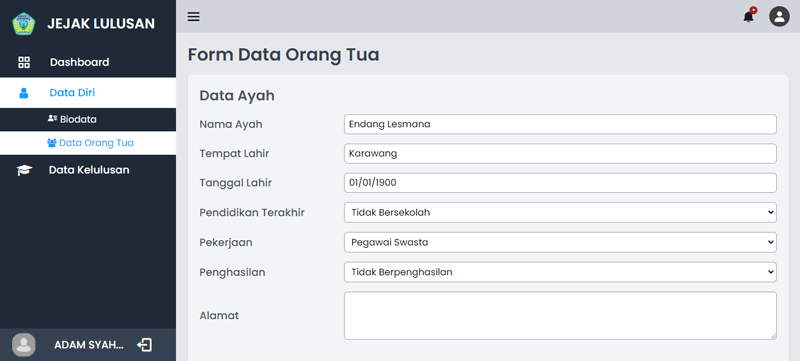 JEJAK LULUSAN
Dashboard
Data Diri
Biodata
Data Orang Tua
Data Kelulusan
ADAM SYAH...
Form Data Orang Tua
Data Ayah
Nama Ayah Endang Lesmana
Tempat Lahir Karawang
Tanggal Lahir 01/01/1900
Pendidikan Terakhir Tidak Bersekolah
Pekerjaan Pegawai Swasta
Penghasilan Tidak Berpenghasilan
Alamat